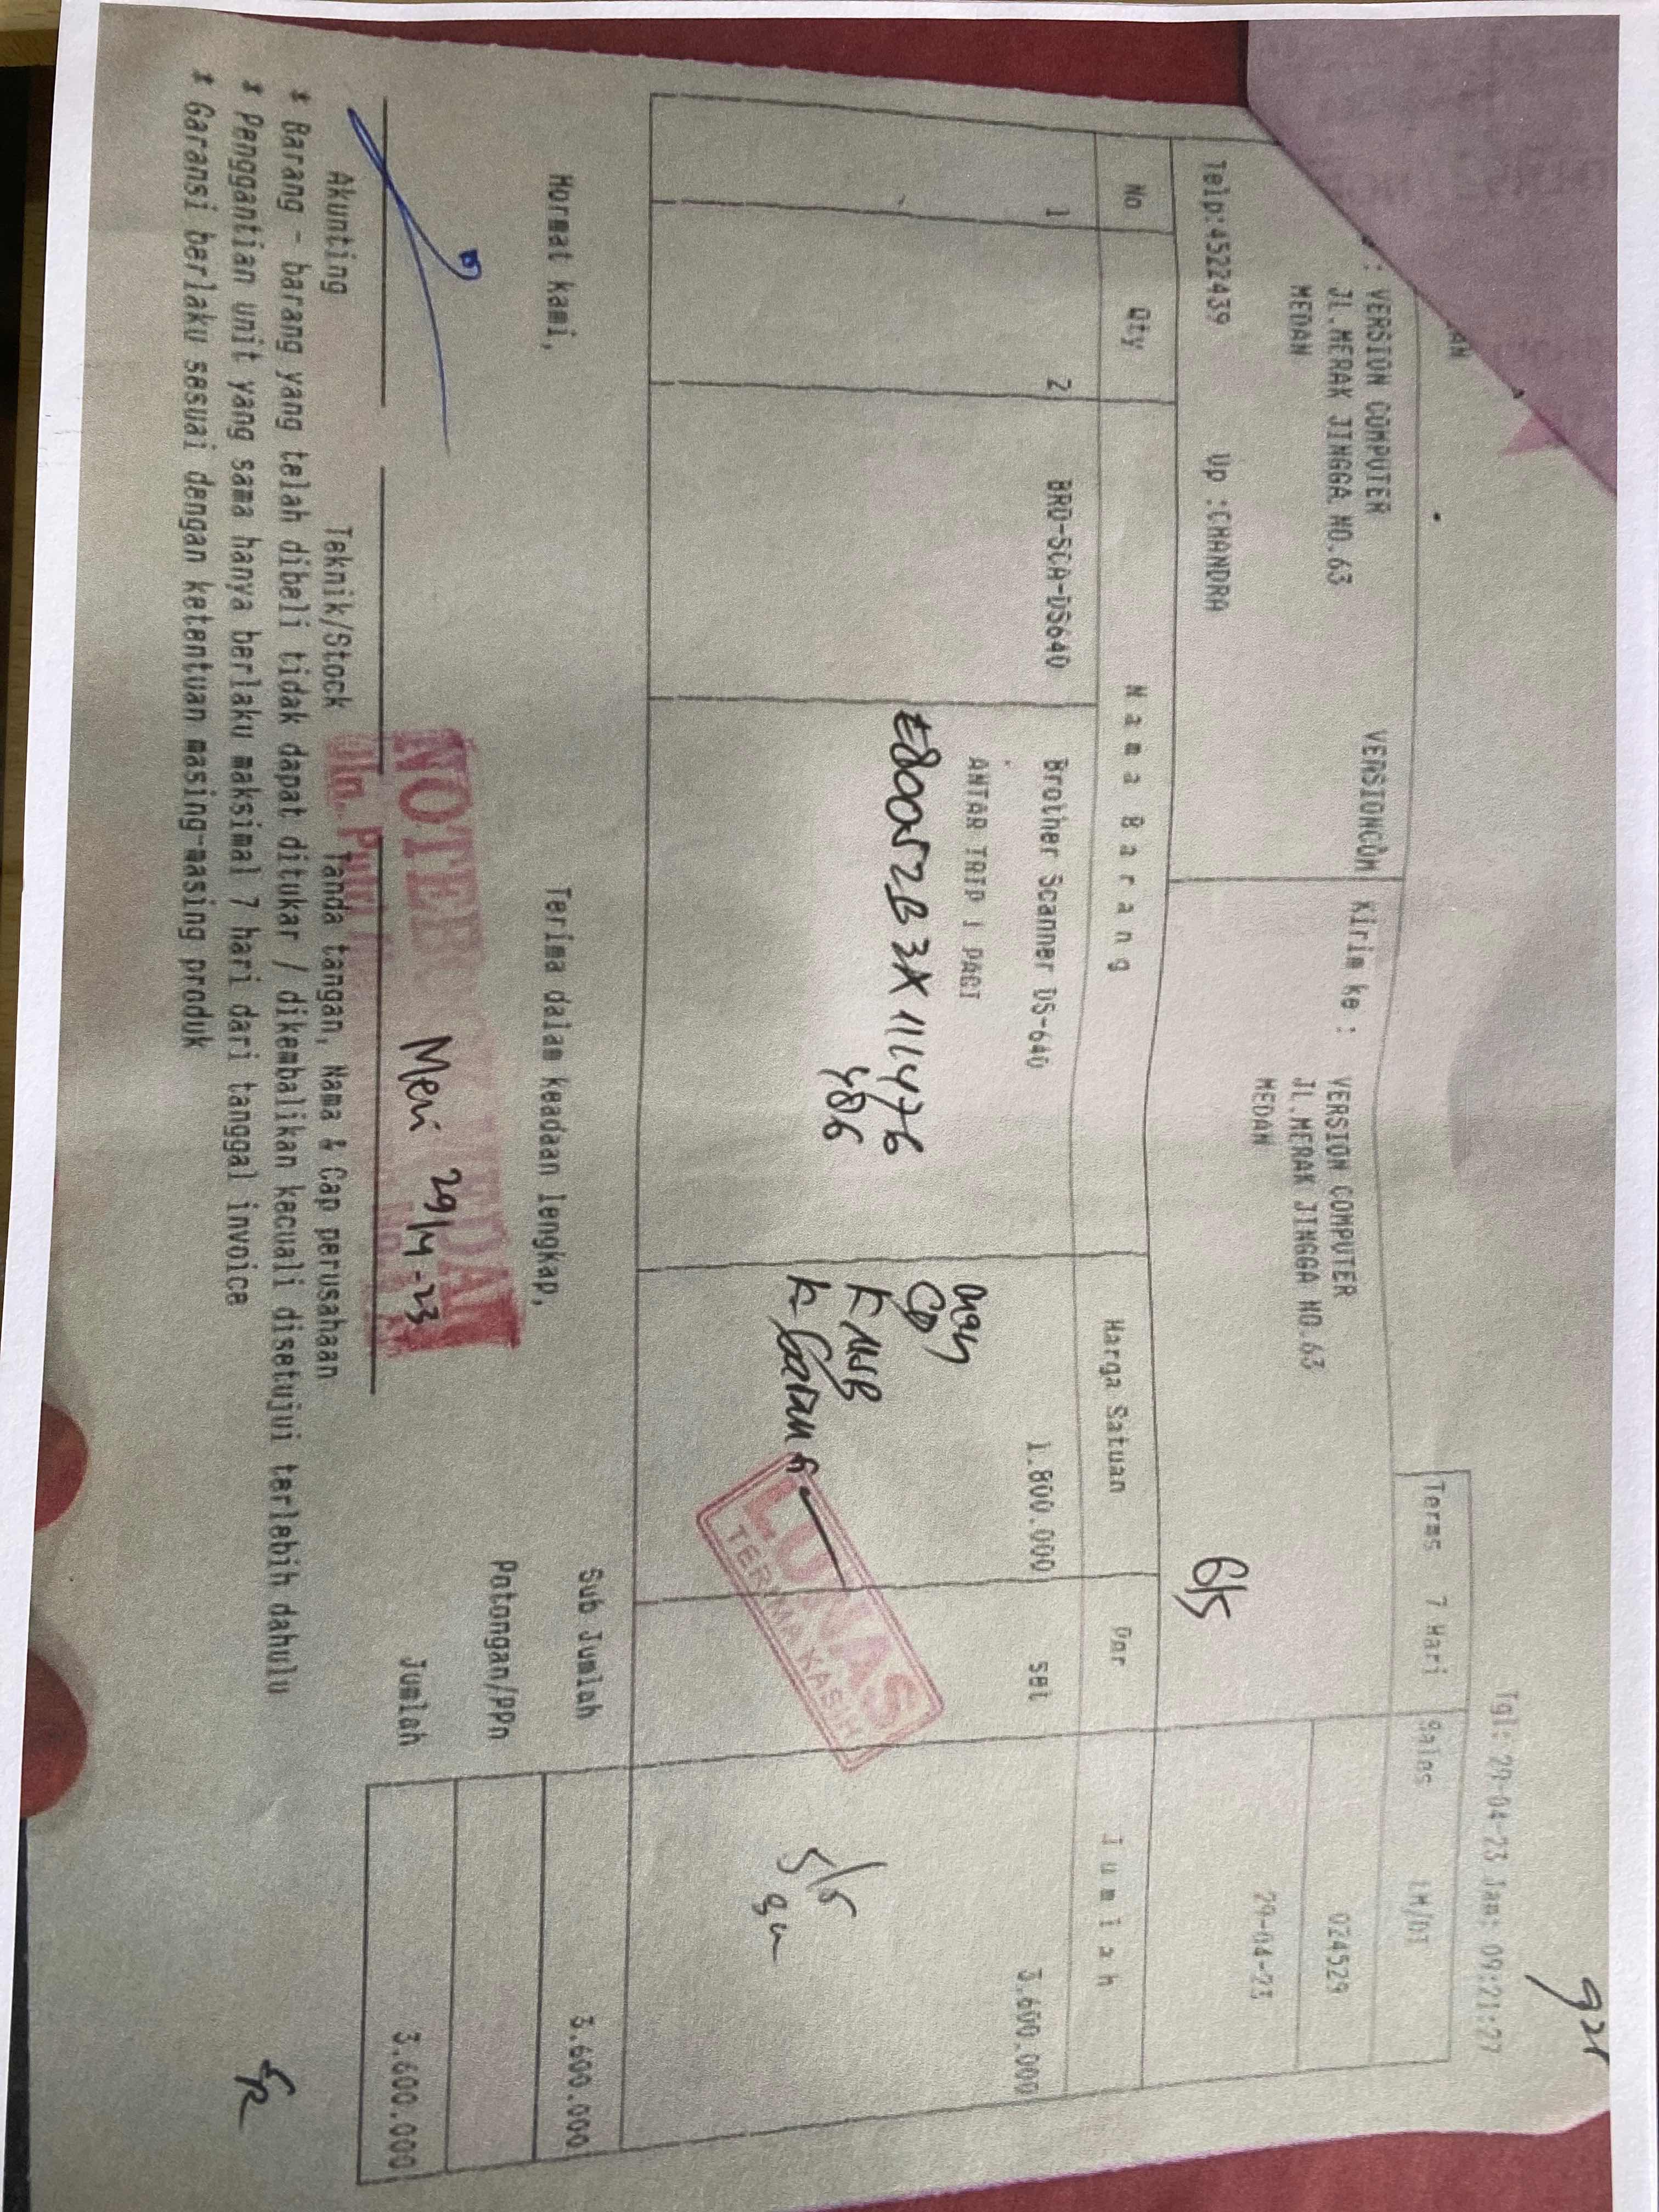 Tgl: 29-04-23 Jam: 09:21:27
Terms 7 Hari Sales
: VERSION COMPUTER VERSIONCOM Kirim ke : VERSION COMPUTER 024529
JL.MERAK JINGGA NO.63 JL.MERAK JINGGA NO.63
MEDAN MEDAN 29-04-23
Telp:4522439 Up :CHANDRA 6/5
No Qty Nama Barang Harga Satuan Jumlah
1 2 BRO-SCA-DS640 Brother Scanner DS-640 1.800.000 set 3.600.000
ANTAR TRIP 1 PAGI
486
LUNAS
TERIMA KASIH
5/5
Hormat kami, Terima dalam keadaan lengkap, Sub Jumlah 3.600.000
Potongan/PPn
Jumlah 3.600.000
Meri 29/4-23
Akunting Teknik/Stock Tanda tangan, Nama & Cap perusahaan
* Barang - barang yang telah dibeli tidak dapat ditukar / dikembalikan kecuali disetujui terlebih dahulu
* Penggantian unit yang sama hanya berlaku maksimal 7 hari dari tanggal invoice
* Garansi berlaku sesuai dengan ketentuan masing-masing produk